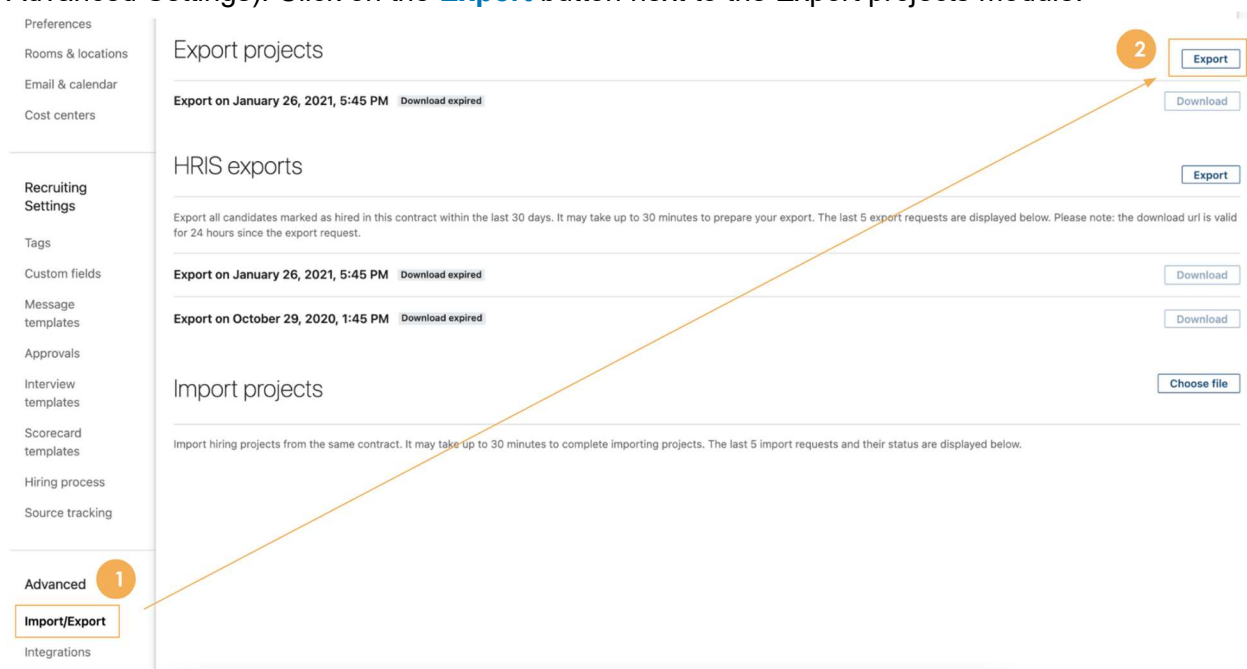 Advanced Settings). Click on the Export button next to the Export projects module.
Preferences
Rooms & locations
Email & calendar
Cost centers
Recruiting
Settings
Tags
Custom fields
Message
templates
Approvals
Interview
templates
Scorecard
templates
Hiring process
Source tracking
Advanced 1
Import/Export
Integrations
Export projects
2
Export
Export on January 26, 2021, 5:45 PM Download expired
Download
HRIS exports
Export
Export all candidates marked as hired in this contract within the last 30 days. It may take up to 30 minutes to prepare your export. The last 5 export requests are displayed below. Please note: the download url is valid
for 24 hours since the export request.
Export on January 26, 2021, 5:45 PM Download expired
Download
Export on October 29, 2020, 1:45 PM Download expired
Download
Import projects
Choose file
Import hiring projects from the same contract. It may take up to 30 minutes to complete importing projects. The last 5 import requests and their status are displayed below.